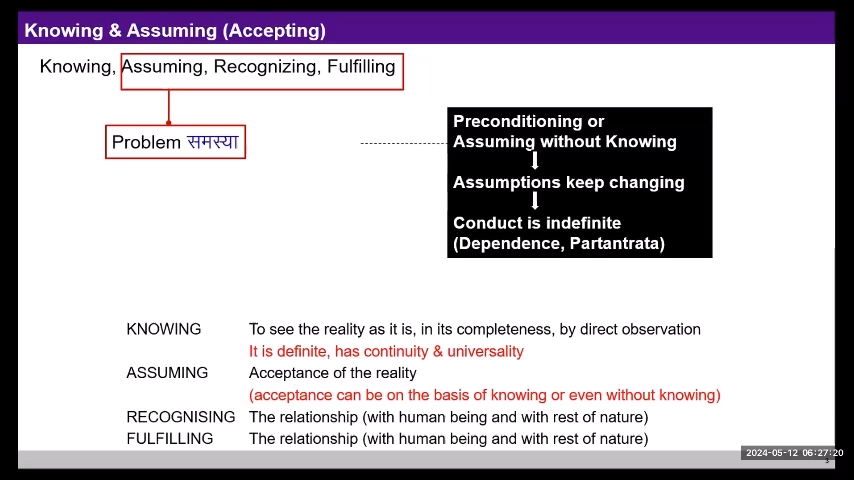 Knowing & Assuming (Accepting)
Knowing, Assuming, Recognizing, Fulfilling
Problem समस्या
Preconditioning or
Assuming without Knowing
Assumptions keep changing
Conduct is indefinite
(Dependence, Partantrata)
KNOWING To see the reality as it is, in its completeness, by direct observation
It is definite, has continuity & universality
ASSUMING Acceptance of the reality
(acceptance can be on the basis of knowing or even without knowing)
RECOGNISING The relationship (with human being and with rest of nature)
FULFILLING The relationship (with human being and with rest of nature)
2024-05-12 06:27:20